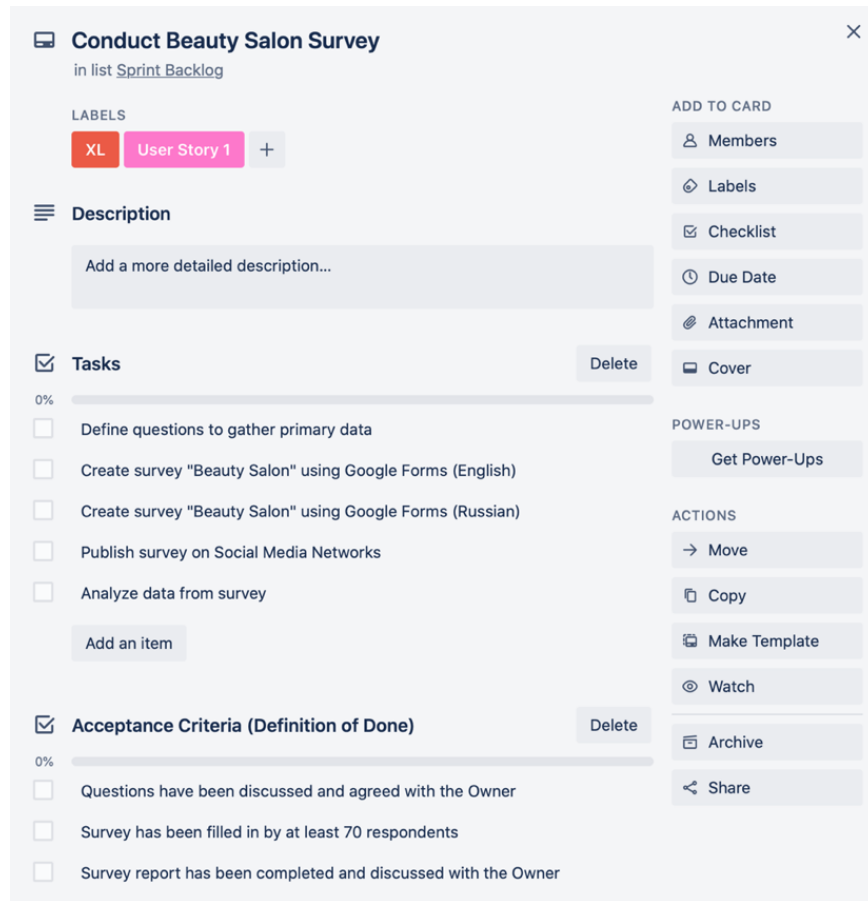 Conduct Beauty Salon Survey
in list Sprint Backlog
LABELS
XL
User Story 1
+
Description
Add a more detailed description...
Tasks
Delete
0%
Define questions to gather primary data
Create survey "Beauty Salon" using Google Forms (English)
Create survey "Beauty Salon" using Google Forms (Russian)
Publish survey on Social Media Networks
Analyze data from survey
Add an item
Acceptance Criteria (Definition of Done)
Delete
0%
Questions have been discussed and agreed with the Owner
Survey has been filled in by at least 70 respondents
Survey report has been completed and discussed with the Owner
ADD TO CARD
Members
Labels
Checklist
Due Date
Attachment
Cover
POWER-UPS
Get Power-Ups
ACTIONS
Move
Copy
Make Template
Watch
Archive
Share